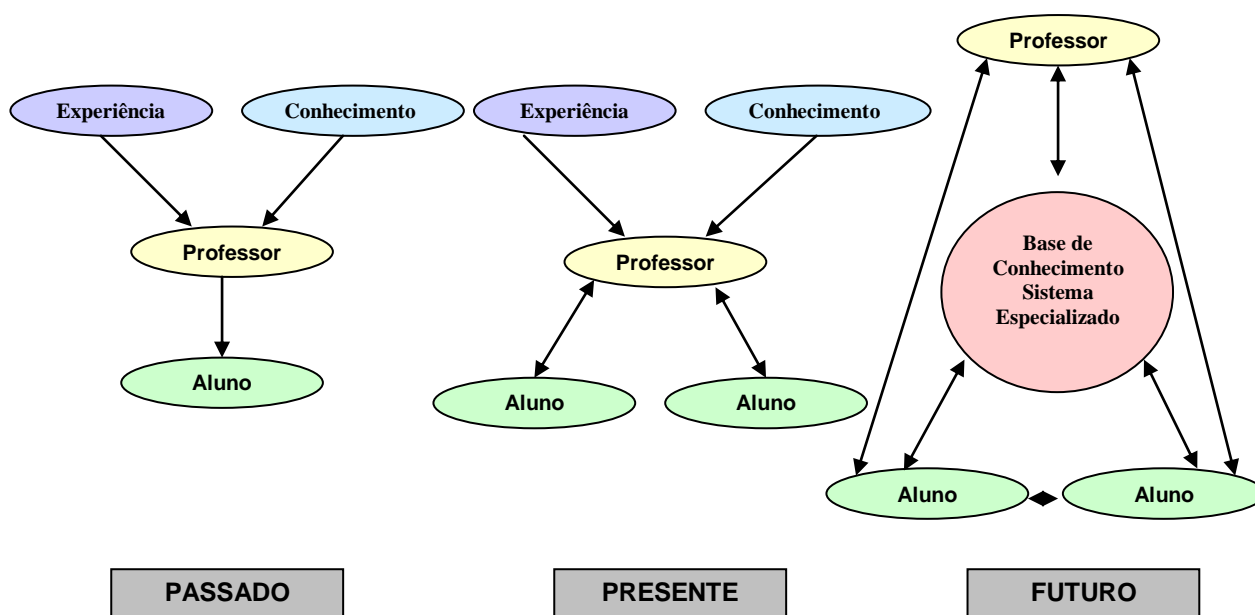 Professor
Experiência
Conhecimento
Experiência
Conhecimento
Professor
Professor
Base de
Conhecimento
Sistema
Especializado
Aluno
Aluno
Aluno
Aluno
Aluno
PASSADO
PRESENTE
FUTURO